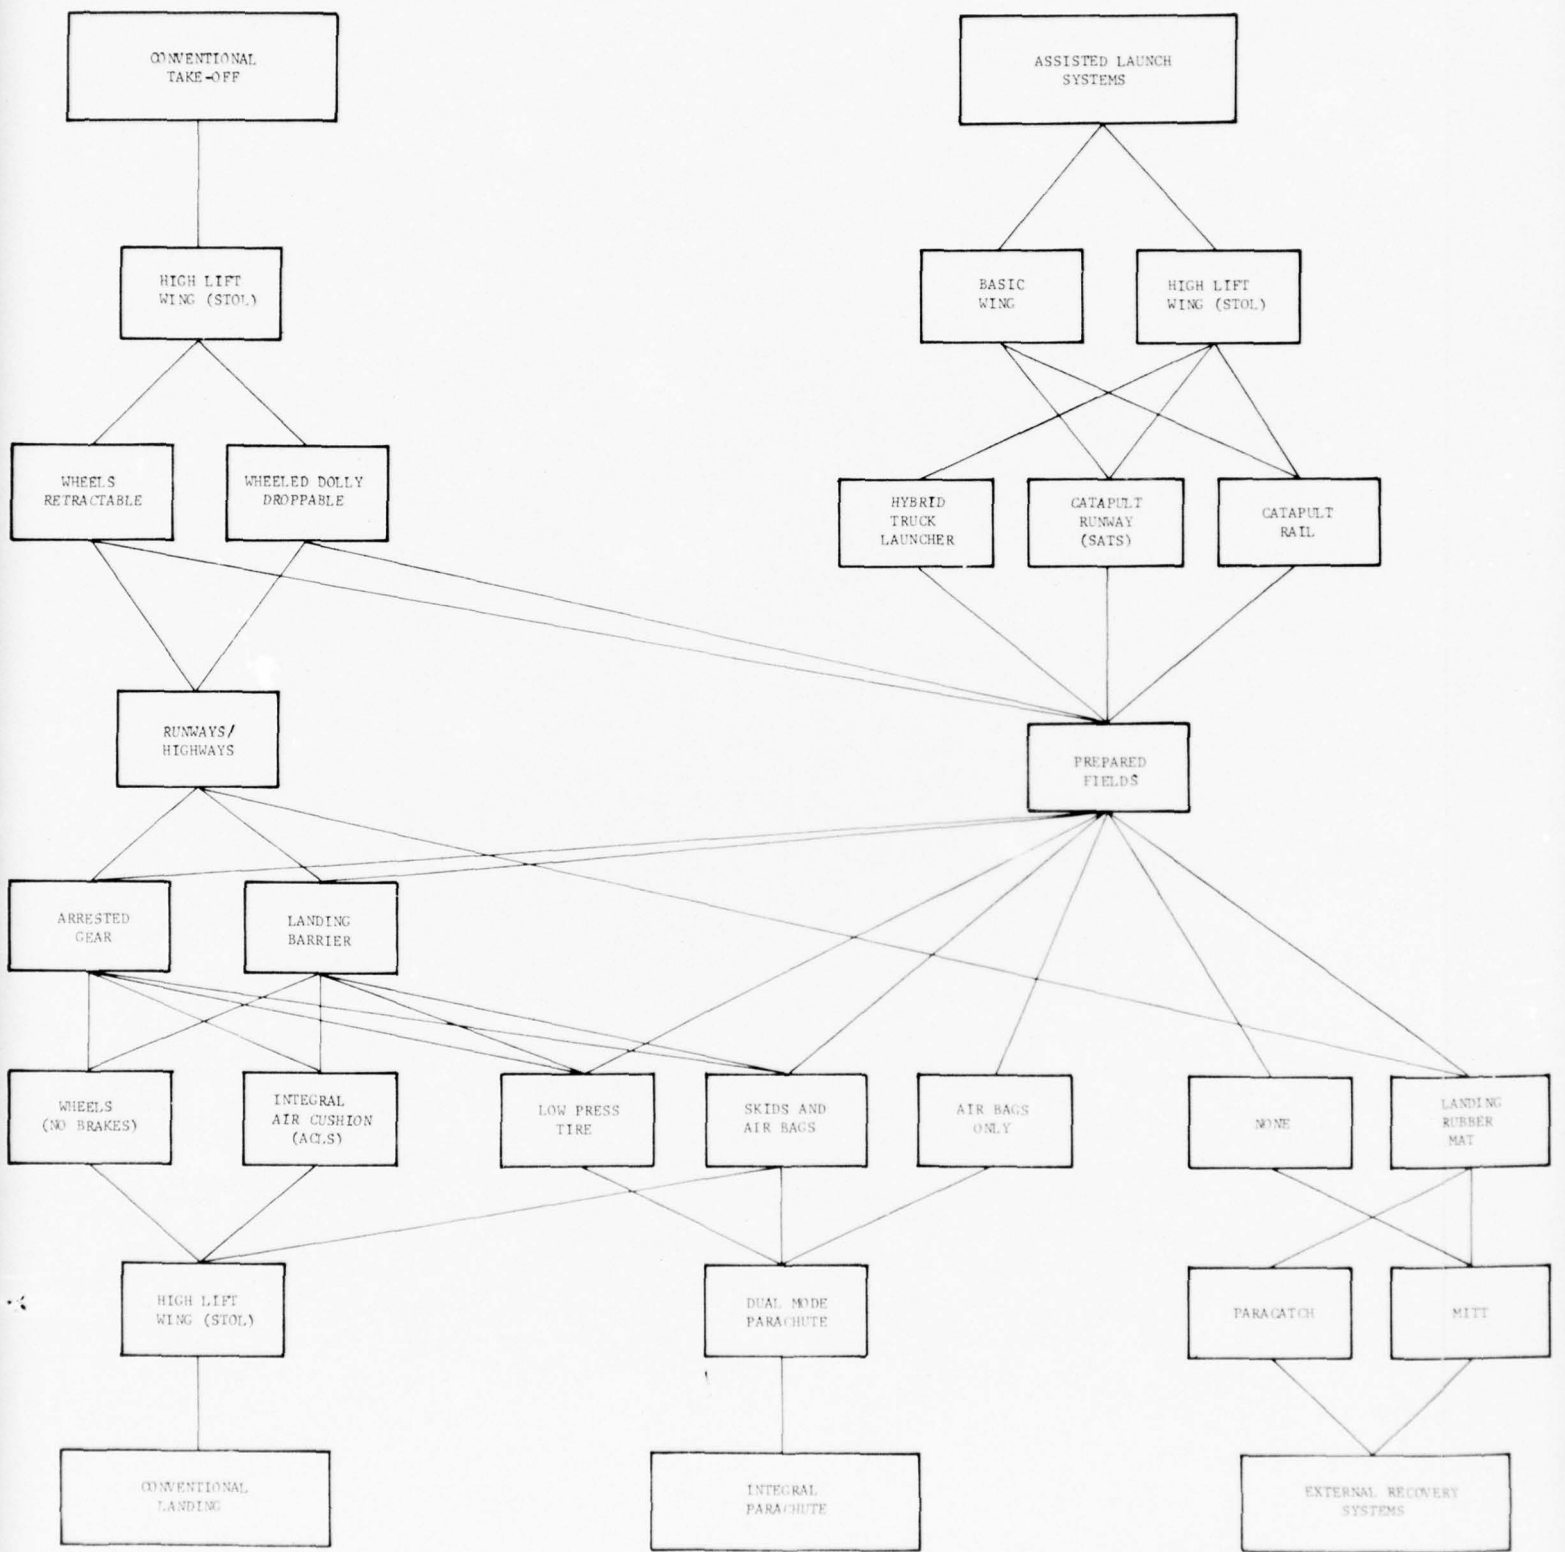 CONVENTIONAL
TAKE-OFF
ASSISTED LAUNCH
SYSTEMS
HIGH LIFT
WING (STOL)
BASIC
WING
HIGH LIFT
WING (STOL)
WHEELS
RETRACTABLE
WHEELED DOLLY
DROPPABLE
HYBRID
TRUCK
LAUNCHER
CATAPULT
RUNWAY
(SATS)
CATAPULT
RAIL
RUNWAYS/
HIGHWAYS
PREPARED
FIELDS
ARRESTED
GEAR
LANDING
BARRIER
WHEELS
(NO BRAKES)
INTEGRAL
AIR CUSHION
(ACLS)
LOW PRESS
TIRE
SKIDS AND
AIR BAGS
AIR BAGS
ONLY
NONE
LANDING
RUBBER
MAT
HIGH LIFT
WING (STOL)
DUAL MODE
PARACHUTE
PARACATCH
MITT
CONVENTIONAL
LANDING
INTEGRAL
PARACHUTE
EXTERNAL RECOVERY
SYSTEMS